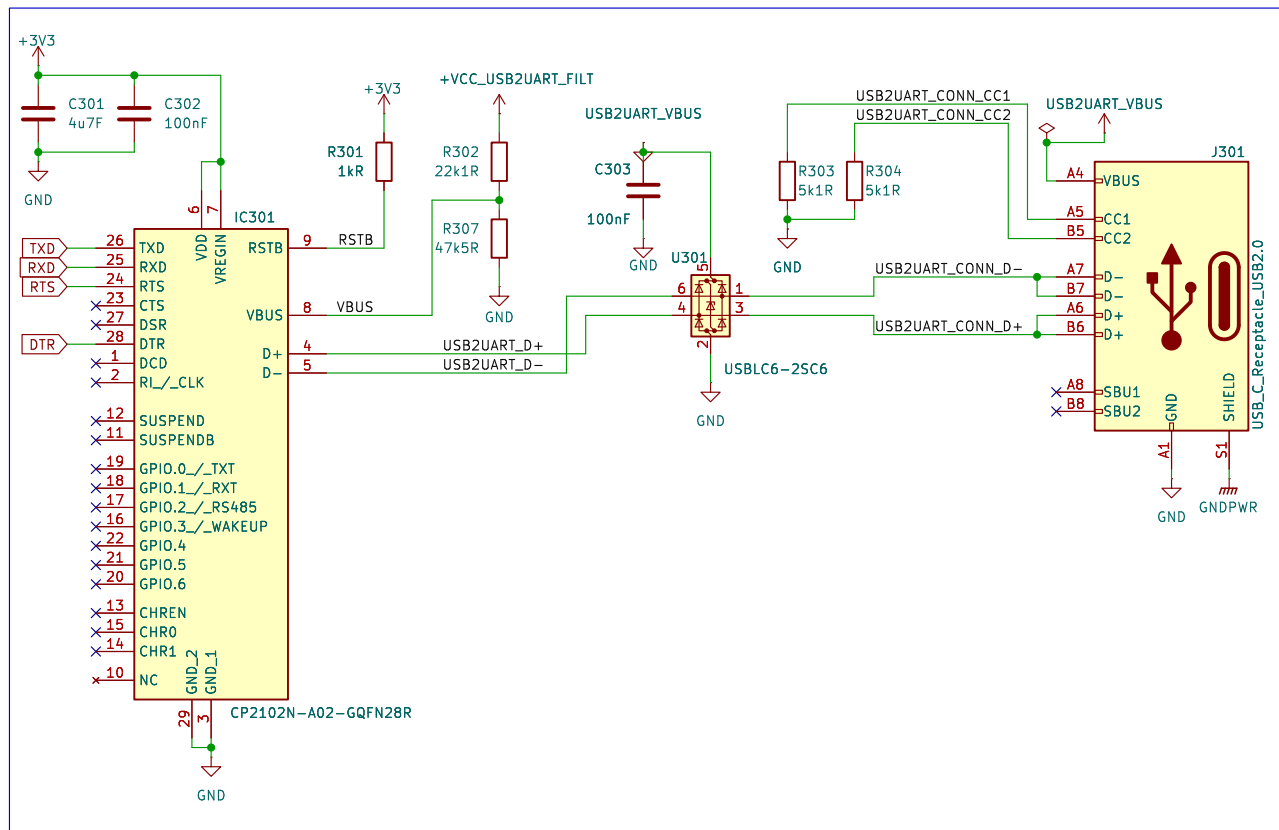 +3V3
C301
4u7F
C302
100nF
GND
+3V3
R301
1kR
+VCC_USB2UART_FILT
R302
22k1R
R307
47k5R
GND
USB2UART_VBUS
C303
100nF
GND
USB2UART_CONN_CC1
USB2UART_CONN_CC2
R303
5k1R
R304
5k1R
GND
USB2UART_VBUS
J301
A4 VBUS
A5 CC1
B5 CC2
A7 D-
B7 D-
A6 D+
B6 D+
A8 SBU1
B8 SBU2
GND
SHIELD
A1
S1
USB_C_Receptacle_USB2.0
GND
GNDPWR
USB2UART_CONN_D-
USB2UART_CONN_D+
U301
5
6
1
4
3
2
USBLC6-2SC6
GND
USB2UART_D+
USB2UART_D-
IC301
6
7
VDD
VREGIN
TXD 26 TXD
RXD 25 RXD
RTS 24 RTS
23 CTS
27 DSR
DTR 28 DTR
1 DCD
2 RI_/_CLK
12 SUSPEND
11 SUSPENDB
19 GPIO.0_/_TXT
18 GPIO.1_/_RXT
17 GPIO.2_/_RS485
16 GPIO.3_/_WAKEUP
22 GPIO.4
21 GPIO.5
20 GPIO.6
13 CHREN
15 CHR0
14 CHR1
10 NC
RSTB 9 RSTB
VBUS 8 VBUS
D+ 4
D- 5
GND_2
GND_1
29
3
CP2102N-A02-GQFN28R
GND